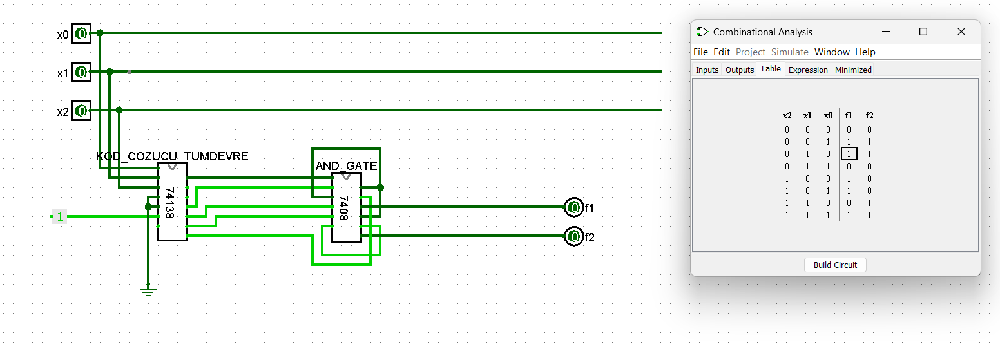 x0 0
x1 0
x2 0
KOD_COZUCU_TUMDEVRE
74138
1
AND_GATE
7408
0 f1
0 f2
Combinational Analysis
File Edit Project Simulate Window Help
Inputs Outputs Table Expression Minimized
x2 x1 x0 f1 f2
0 0 0 0 0
0 0 1 1 1
0 1 0 1 1
0 1 1 0 0
1 0 0 1 0
1 0 1 1 0
1 1 0 0 1
1 1 1 1 1
Build Circuit